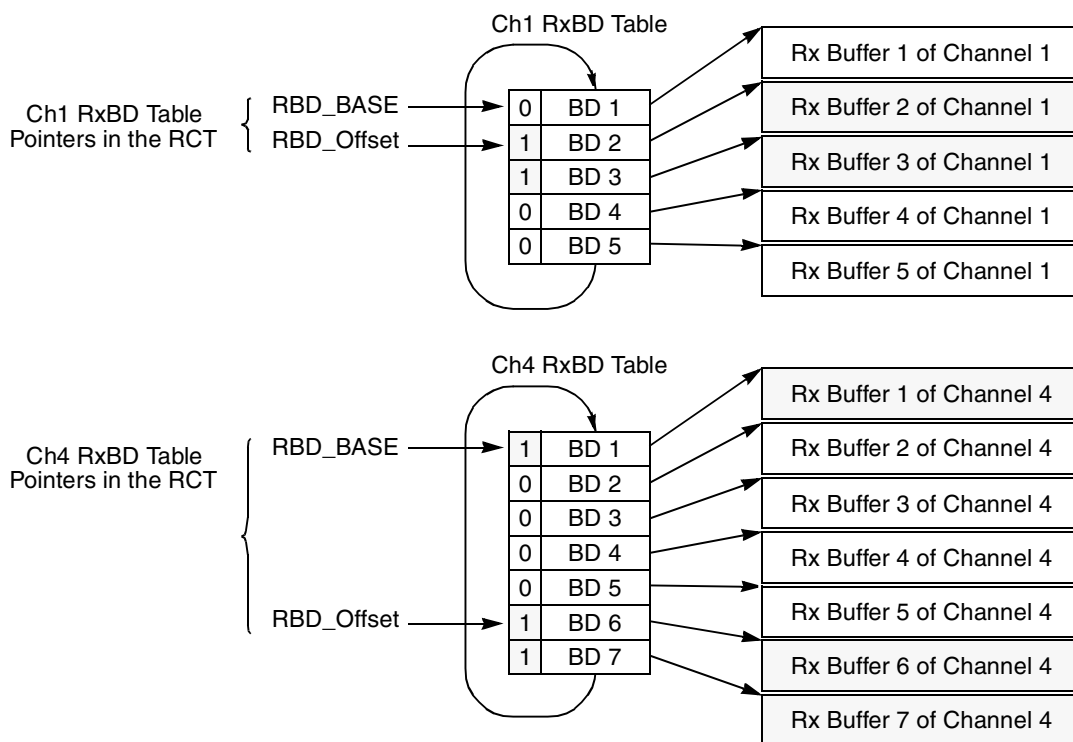 Ch1 RxBD Table
Ch1 RxBD Table
Pointers in the RCT
RBD_BASE
RBD_Offset
0 BD 1
1 BD 2
1 BD 3
0 BD 4
0 BD 5
Rx Buffer 1 of Channel 1
Rx Buffer 2 of Channel 1
Rx Buffer 3 of Channel 1
Rx Buffer 4 of Channel 1
Rx Buffer 5 of Channel 1
Ch4 RxBD Table
Ch4 RxBD Table
Pointers in the RCT
RBD_BASE
RBD_Offset
1 BD 1
0 BD 2
0 BD 3
0 BD 4
0 BD 5
1 BD 6
1 BD 7
Rx Buffer 1 of Channel 4
Rx Buffer 2 of Channel 4
Rx Buffer 3 of Channel 4
Rx Buffer 4 of Channel 4
Rx Buffer 5 of Channel 4
Rx Buffer 6 of Channel 4
Rx Buffer 7 of Channel 4